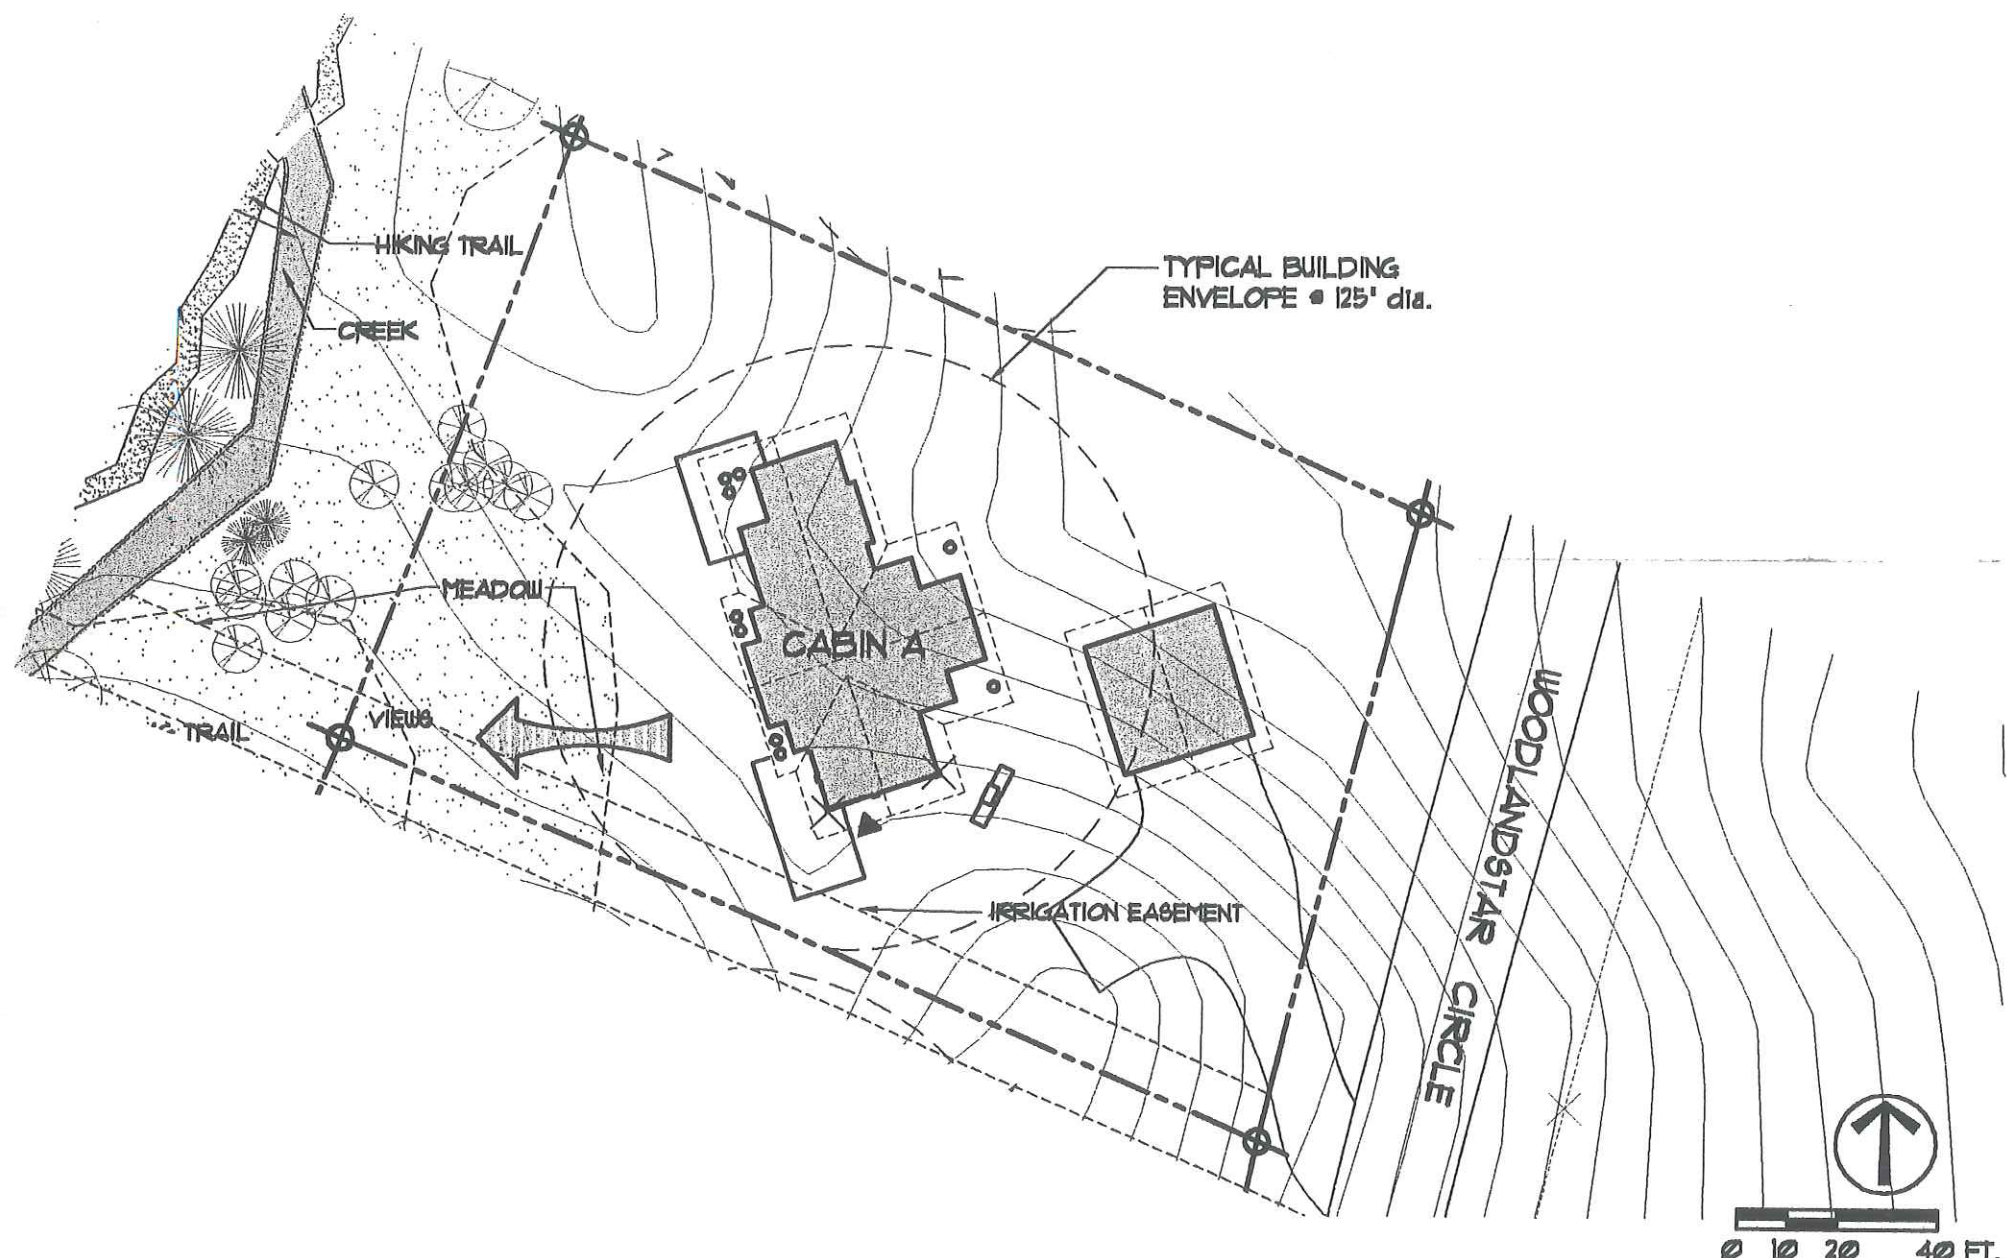 HIKING TRAIL
TYPICAL BUILDING
ENVELOPE @ 125' dia.
CREEK
MEADOW
CABIN A
VIEWS
TRAIL
WOODLANDSTAR CIRCLE
IRRIGATION EASEMENT
0 10 20 40 FT.